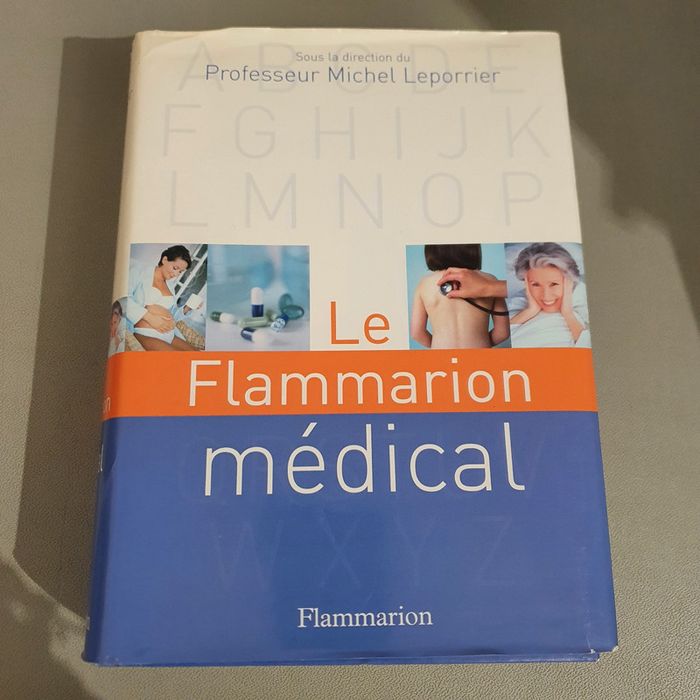 Sous la direction du
Professeur Michel Leporrier
A B C D E
F G H I J K
L M N O P
Le
Flammarion
médical
W X Y Z
Flammarion